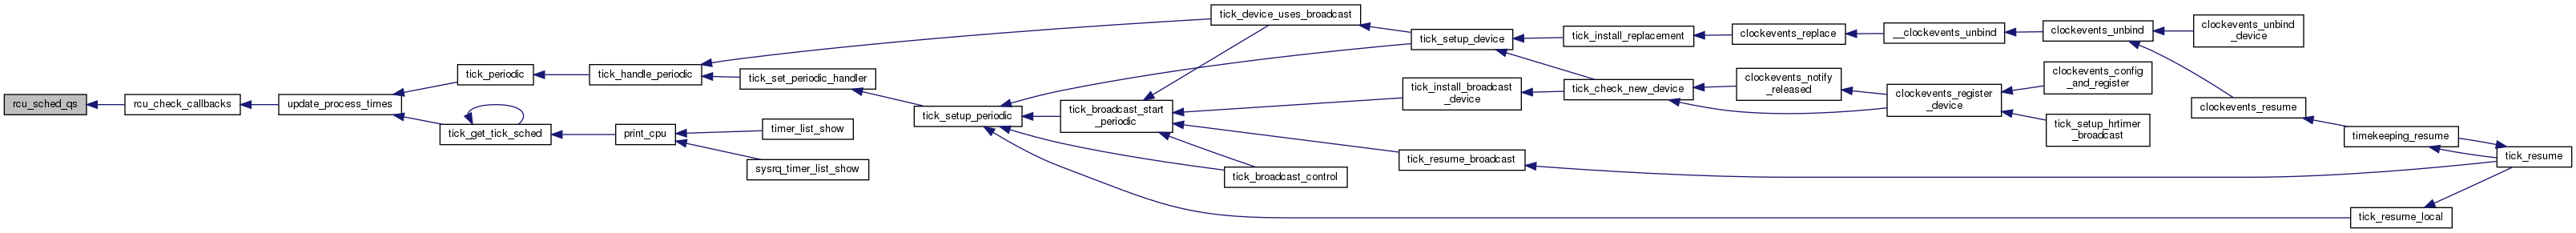 rcu_sched_qs
rcu_check_callbacks
update_process_times
tick_periodic
tick_get_tick_sched
tick_handle_periodic
print_cpu
tick_set_periodic_handler
timer_list_show
sysrq_timer_list_show
tick_setup_periodic
tick_broadcast_start
_periodic
tick_device_uses_broadcast
tick_broadcast_control
tick_setup_device
tick_install_broadcast
_device
tick_resume_broadcast
tick_install_replacement
tick_check_new_device
clockevents_replace
clockevents_notify
_released
__clockevents_unbind
clockevents_register
_device
clockevents_unbind
clockevents_config
_and_register
tick_setup_hrtimer
_broadcast
clockevents_unbind
_device
clockevents_resume
timekeeping_resume
tick_resume_local
tick_resume